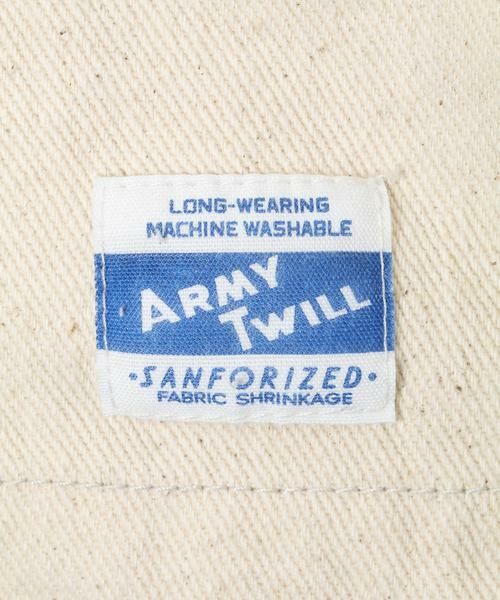 LONG-WEARING
MACHINE WASHABLE
ARMY
TWILL
·SANFORIZED·
FABRIC SHRINKAGE